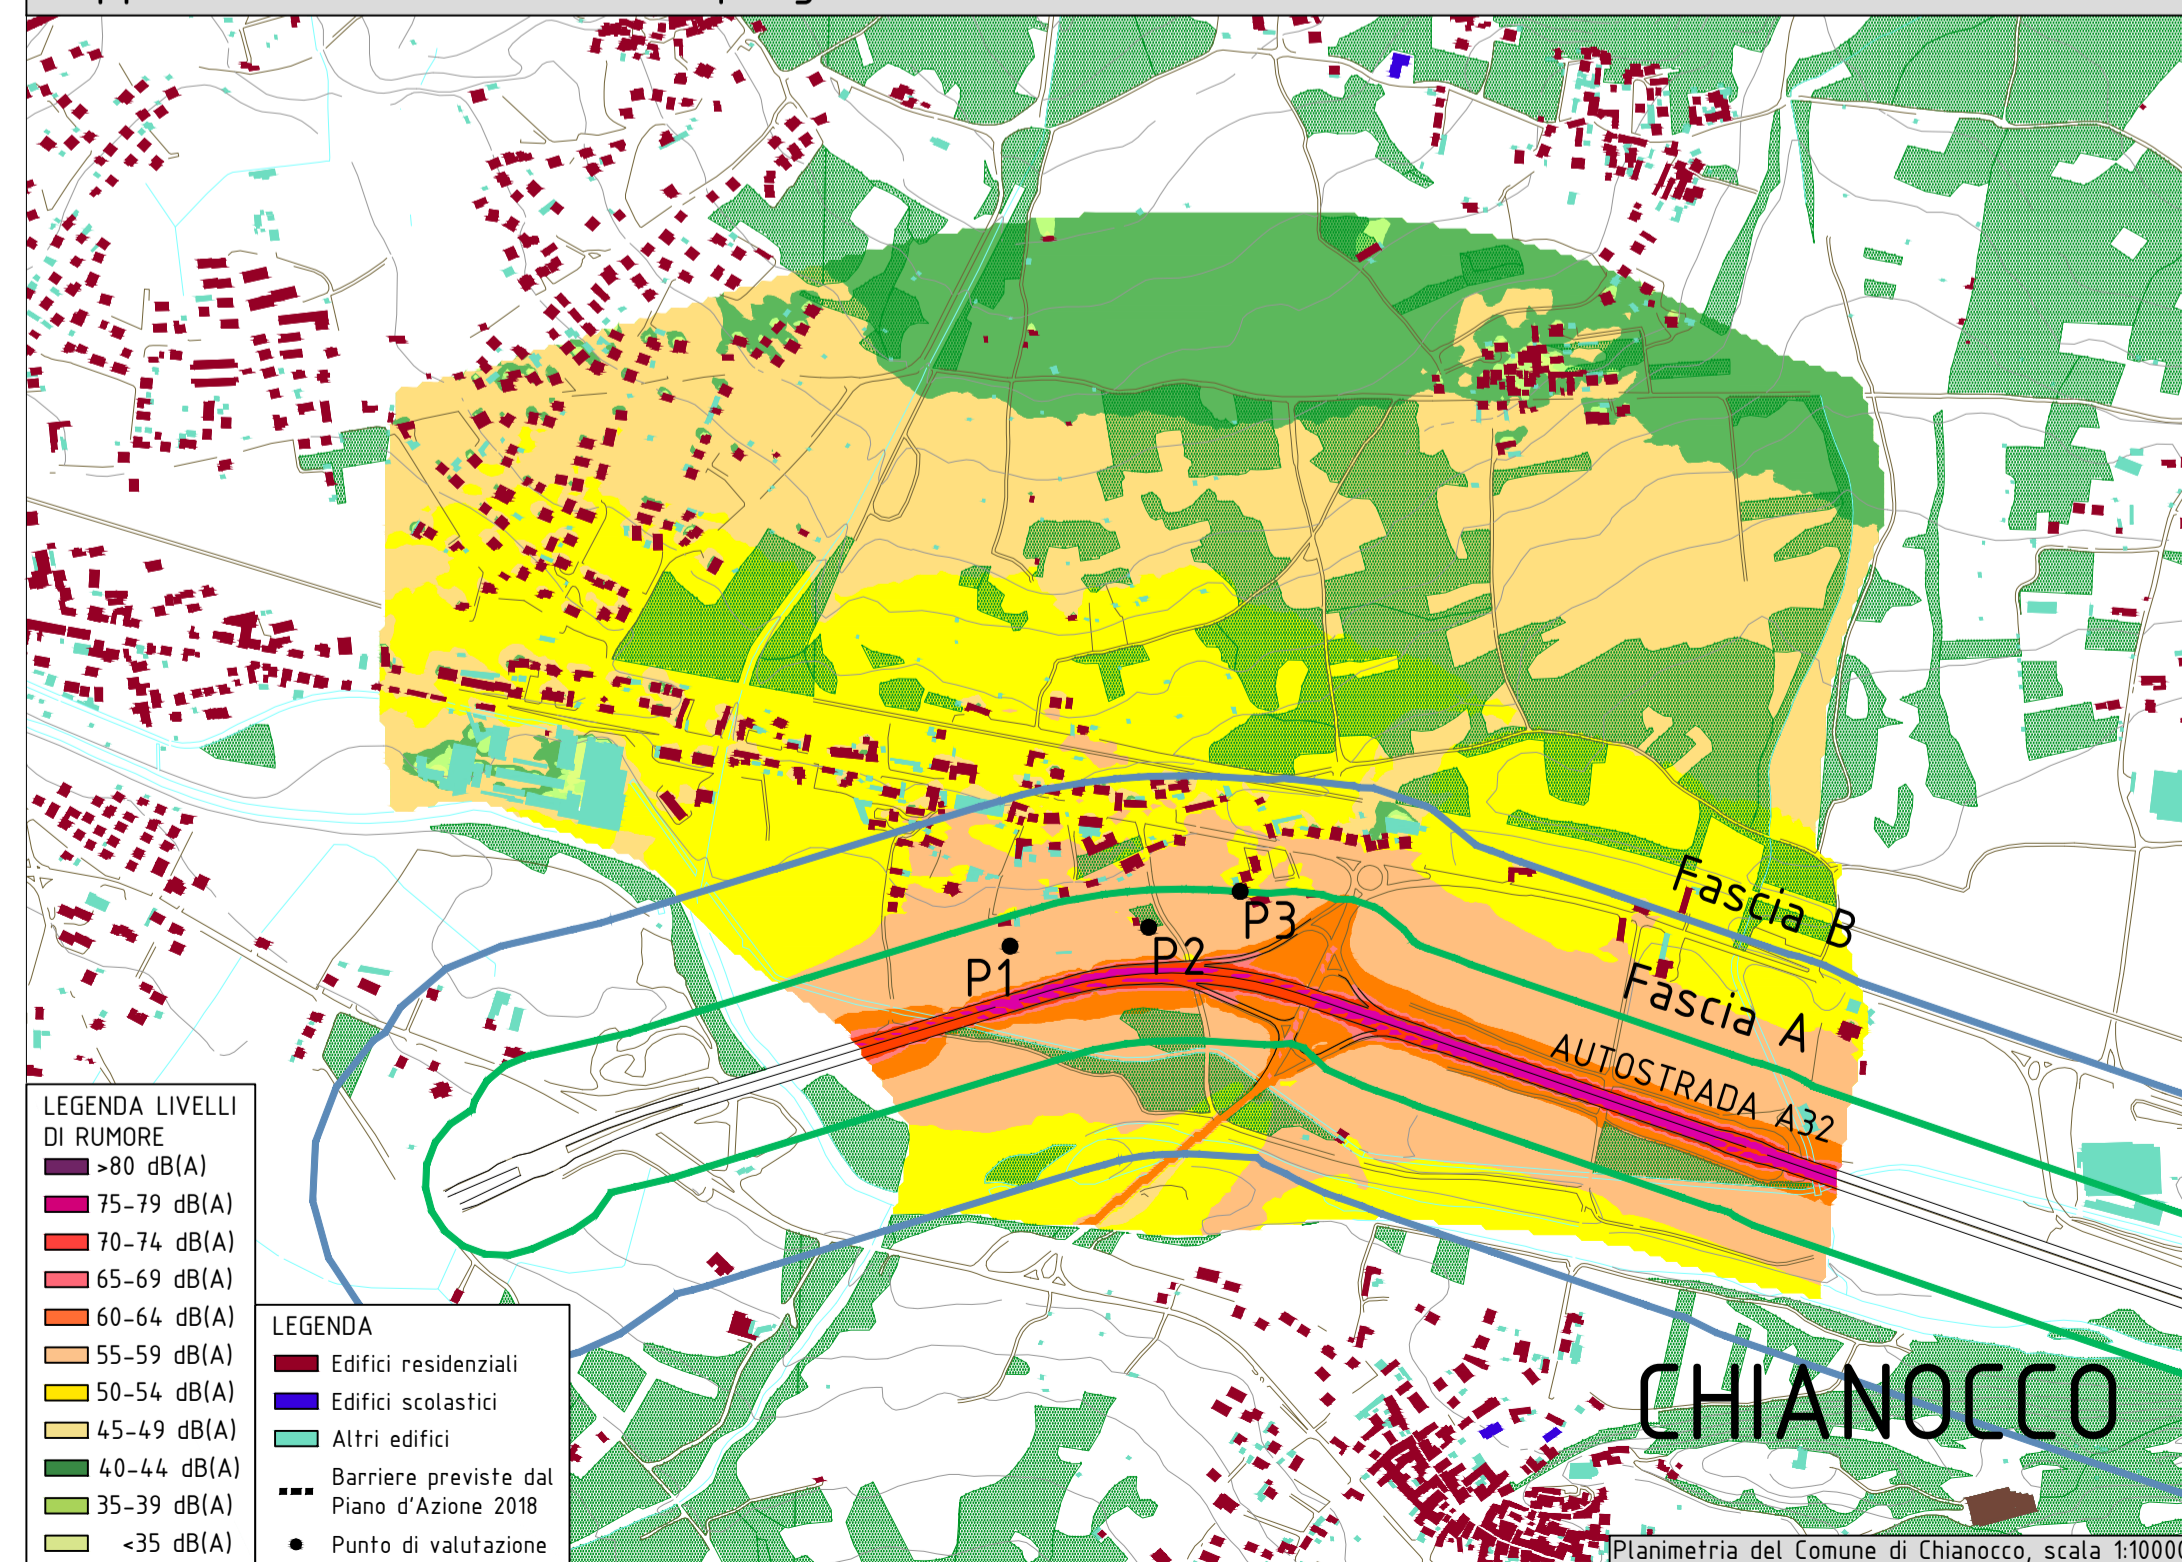 P1
P2
P3
Fascia B
Fascia A
AUTOSTRADA A32
CHIANOCCO
LEGENDA LIVELLI
DI RUMORE
>80 dB(A)
75-79 dB(A)
70-74 dB(A)
65-69 dB(A)
60-64 dB(A)
55-59 dB(A)
50-54 dB(A)
45-49 dB(A)
40-44 dB(A)
35-39 dB(A)
<35 dB(A)
LEGENDA
Edifici residenziali
Edifici scolastici
Altri edifici
Barriere previste dal
Piano d'Azione 2018
Punto di valutazione
Planimetria del Comune di Chianocco, scala